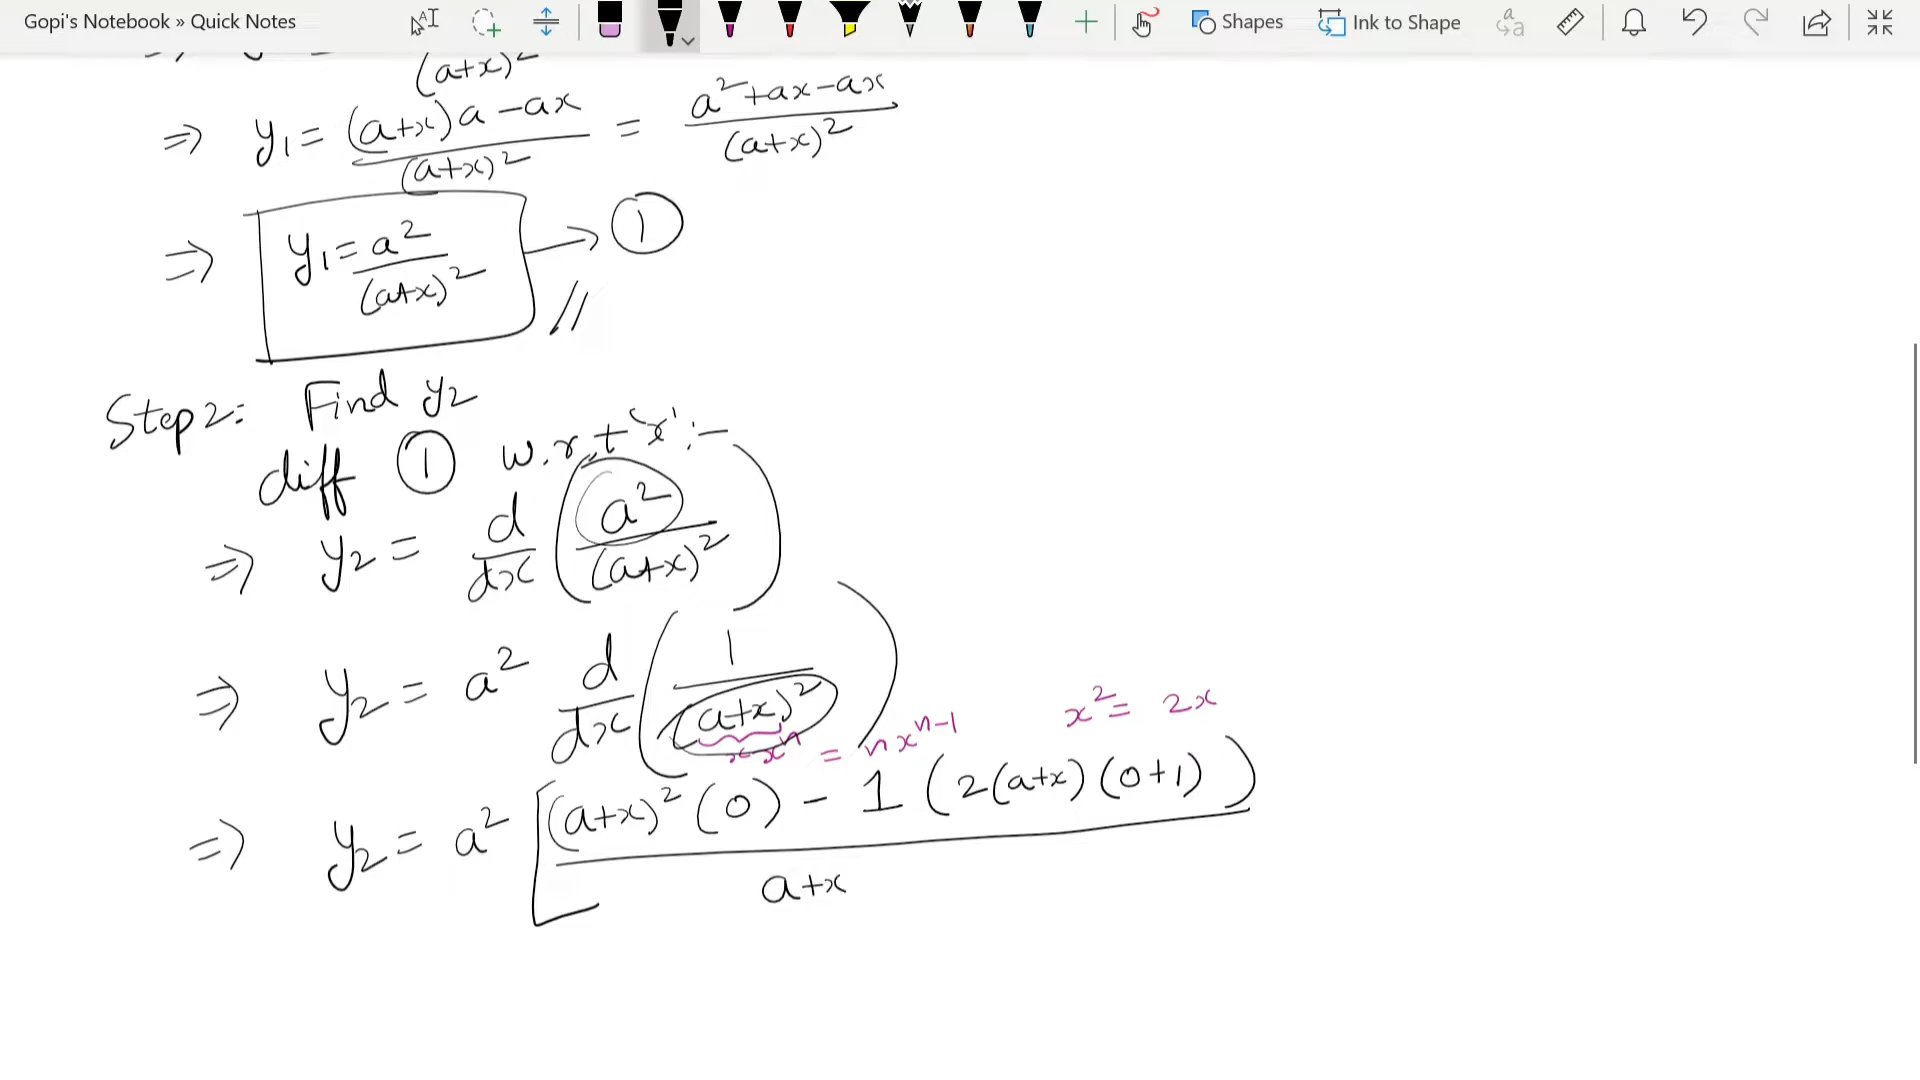 Gopi's Notebook » Quick Notes
Shapes
Ink to Shape
(a+x)²
⇒ y₁ = (a+x)a - ax / (a+x)² = a² + ax - ax / (a+x)²
⇒ y₁ = a² / (a+x)² → ①
//
Step 2: Find y₂
diff ① w.r.t 'x' :-
⇒ y₂ = d/dx (a² / (a+x)²)
⇒ y₂ = a² d/dx (1 / (a+x)²)
xⁿ = nxⁿ⁻¹ x² = 2x
⇒ y₂ = a² [(a+x)² (0) - 1 (2(a+x) (0+1)) / a+x